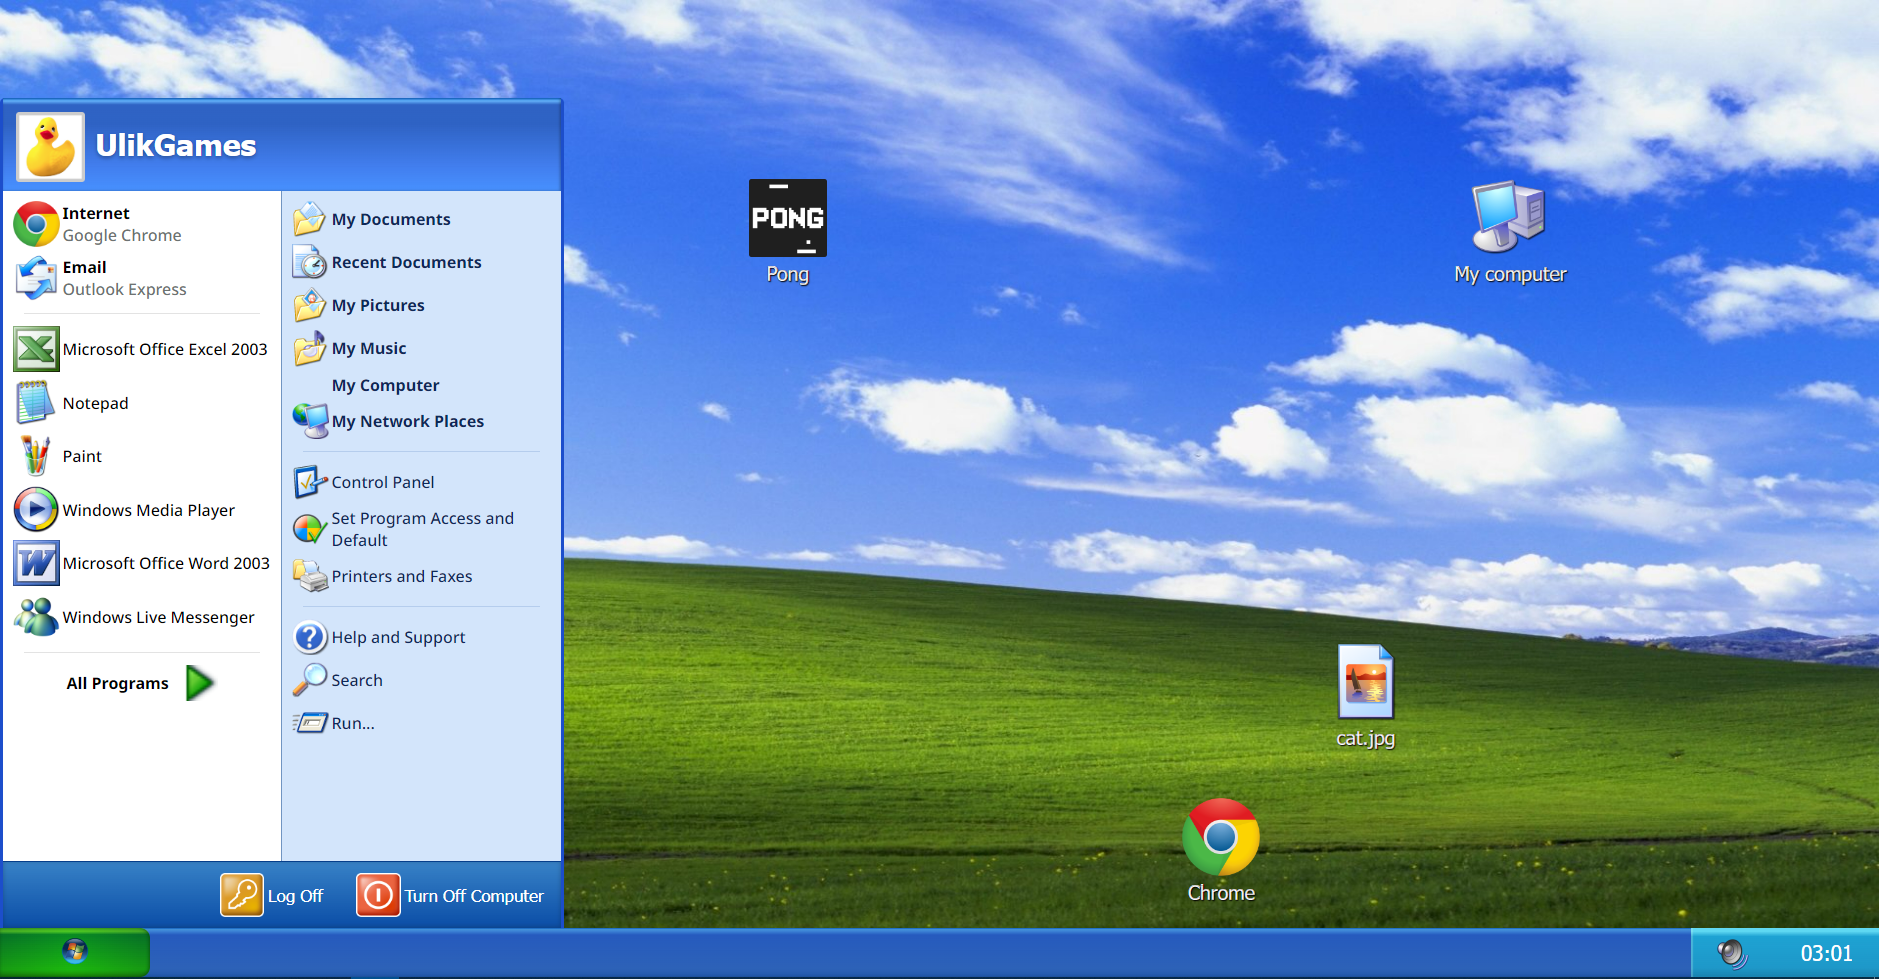 UlikGames
Internet
Google Chrome
Email
Outlook Express
Microsoft Office Excel 2003
Notepad
Paint
Windows Media Player
Microsoft Office Word 2003
Windows Live Messenger
All Programs
My Documents
Recent Documents
My Pictures
My Music
My Computer
My Network Places
Control Panel
Set Program Access and
Default
Printers and Faxes
Help and Support
Search
Run...
Log Off
Turn Off Computer
PONG
Pong
My computer
cat.jpg
Chrome
03:01